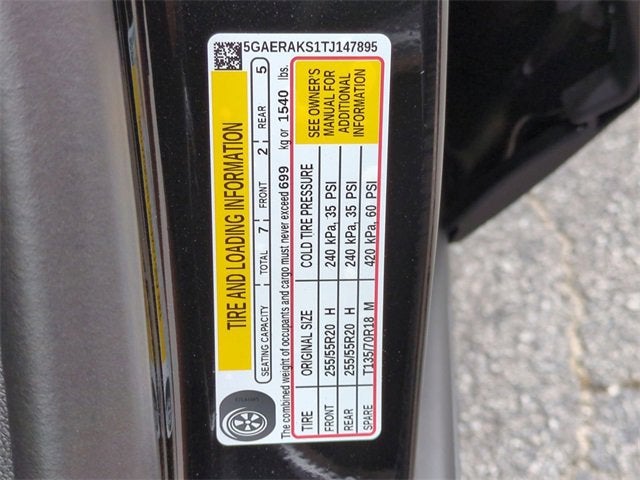 5GAERAKS1TJ147895
TIRE AND LOADING INFORMATION
SEATING CAPACITY TOTAL 7 FRONT 2 REAR 5
The combined weight of occupants and cargo must never exceed 699 kg or 1540 lbs.
TIRE ORIGINAL SIZE COLD TIRE PRESSURE
FRONT 255/55R20 H 240 kPa, 35 PSI
REAR 255/55R20 H 240 kPa, 35 PSI
SPARE T135/70R18 M 420 kPa, 60 PSI
SEE OWNER'S
MANUAL FOR
ADDITIONAL
INFORMATION